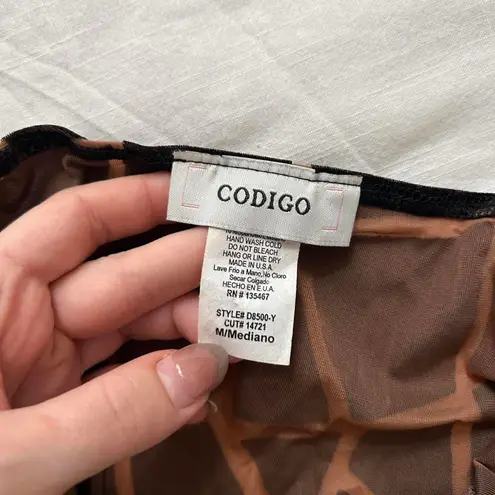 CODIGO
HAND WASH COLD
DO NOT BLEACH
HANG OR LINE DRY
MADE IN U.S.A.
Lave Frio a Mano,No Cloro
Secar Colgado
HECHO EN E.U.A.
RN # 135467
STYLE# D8500-Y
CUT# 14721
M/Mediano